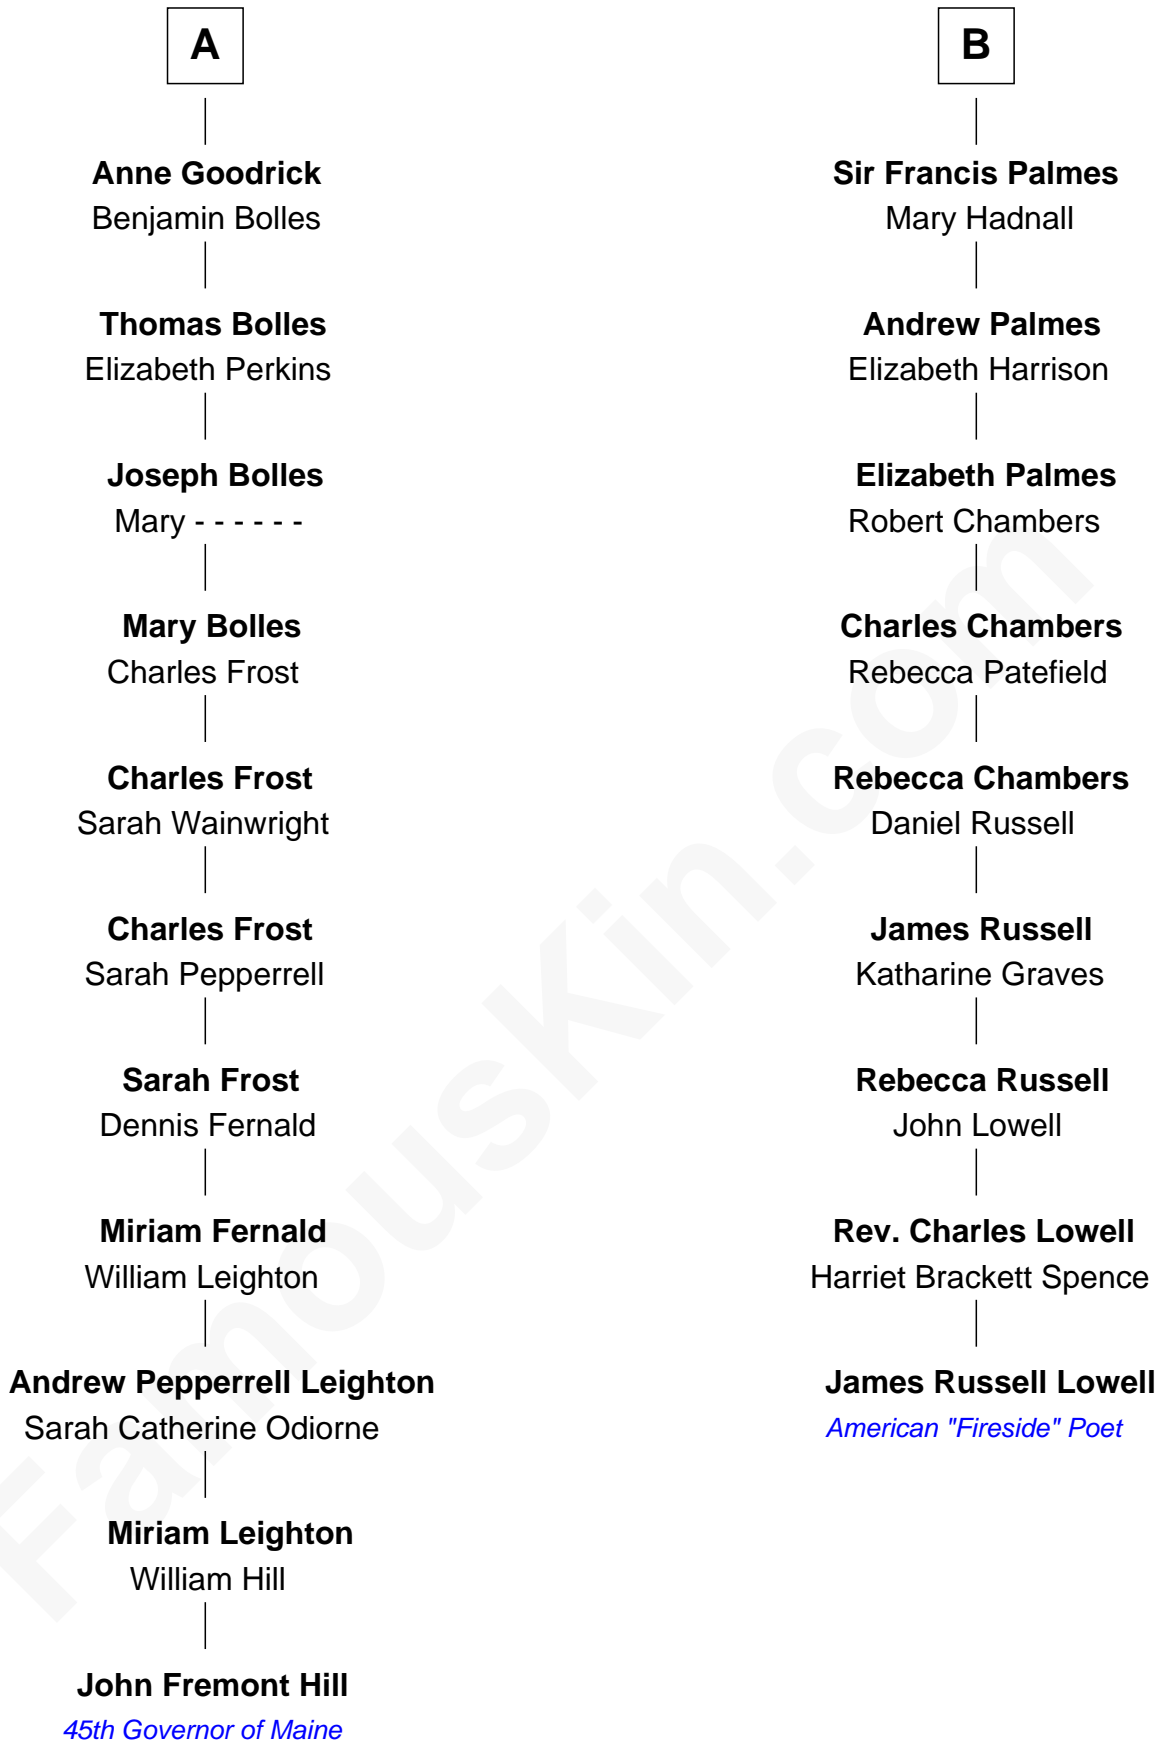 A
Anne Goodrick
Benjamin Bolles
Thomas Bolles
Elizabeth Perkins
Joseph Bolles
Mary - - - - - -
Mary Bolles
Charles Frost
Charles Frost
Sarah Wainwright
Charles Frost
Sarah Pepperrell
Sarah Frost
Dennis Fernald
Miriam Fernald
William Leighton
Andrew Pepperrell Leighton
Sarah Catherine Odiorne
Miriam Leighton
William Hill
John Fremont Hill
45th Governor of Maine
B
Sir Francis Palmes
Mary Hadnall
Andrew Palmes
Elizabeth Harrison
Elizabeth Palmes
Robert Chambers
Charles Chambers
Rebecca Patefield
Rebecca Chambers
Daniel Russell
James Russell
Katharine Graves
Rebecca Russell
John Lowell
Rev. Charles Lowell
Harriet Brackett Spence
James Russell Lowell
American "Fireside" Poet
FamousKin.com